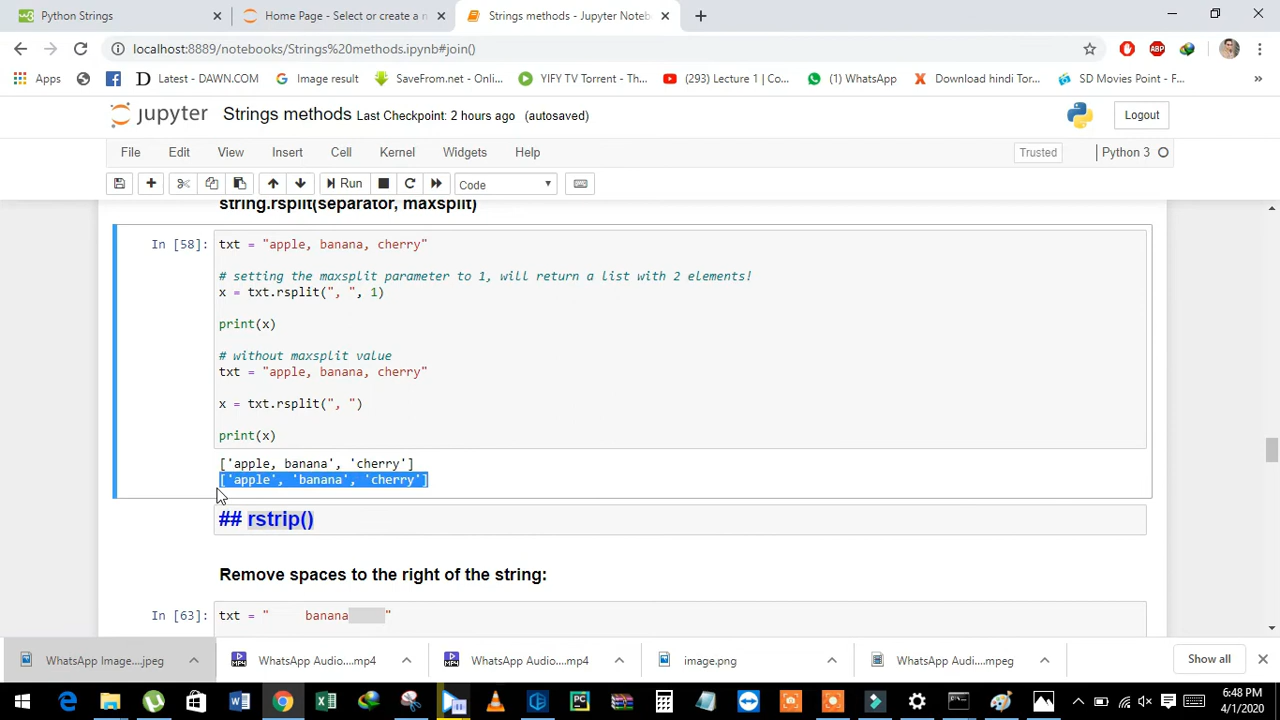 Python Strings
Home Page - Select or create a n
Strings methods - Jupyter Noteb
localhost:8889/notebooks/Strings%20methods.ipynb#join()
ABP
Apps
Latest - DAWN.COM
Image result
SaveFrom.net - Onl...
YIFY TV Torrent - Th...
(293) Lecture 1 | Co...
(1) WhatsApp
Download hindi Tor...
SD Movies Point - F...
»
jupyter
Strings methods Last Checkpoint: 2 hours ago (autosaved)
Logout
File Edit View Insert Cell Kernel Widgets Help
Trusted
Python 3
Run
Code
string.rsplit(separator, maxsplit)
In [58]:
txt = "apple, banana, cherry"
# setting the maxsplit parameter to 1, will return a list with 2 elements!
x = txt.rsplit(", ", 1)
print(x)
# without maxsplit value
txt = "apple, banana, cherry"
x = txt.rsplit(", ")
print(x)
['apple, banana', 'cherry']
['apple', 'banana', 'cherry']
## rstrip()
Remove spaces to the right of the string:
In [63]:
txt = "     banana     "
WhatsApp Image....jpeg
WhatsApp Audio....mp4
WhatsApp Audio....mp4
image.png
WhatsApp Audi....mpeg
Show all
6:48 PM
4/1/2020